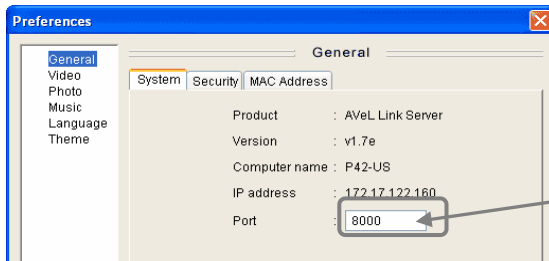 Preferences
General
Video
Photo
Music
Language
Theme
General
System Security MAC Address
Product : AVeL Link Server
Version : v1.7e
Computer name : P42-US
IP address : 172.17.122.160
Port : 8000